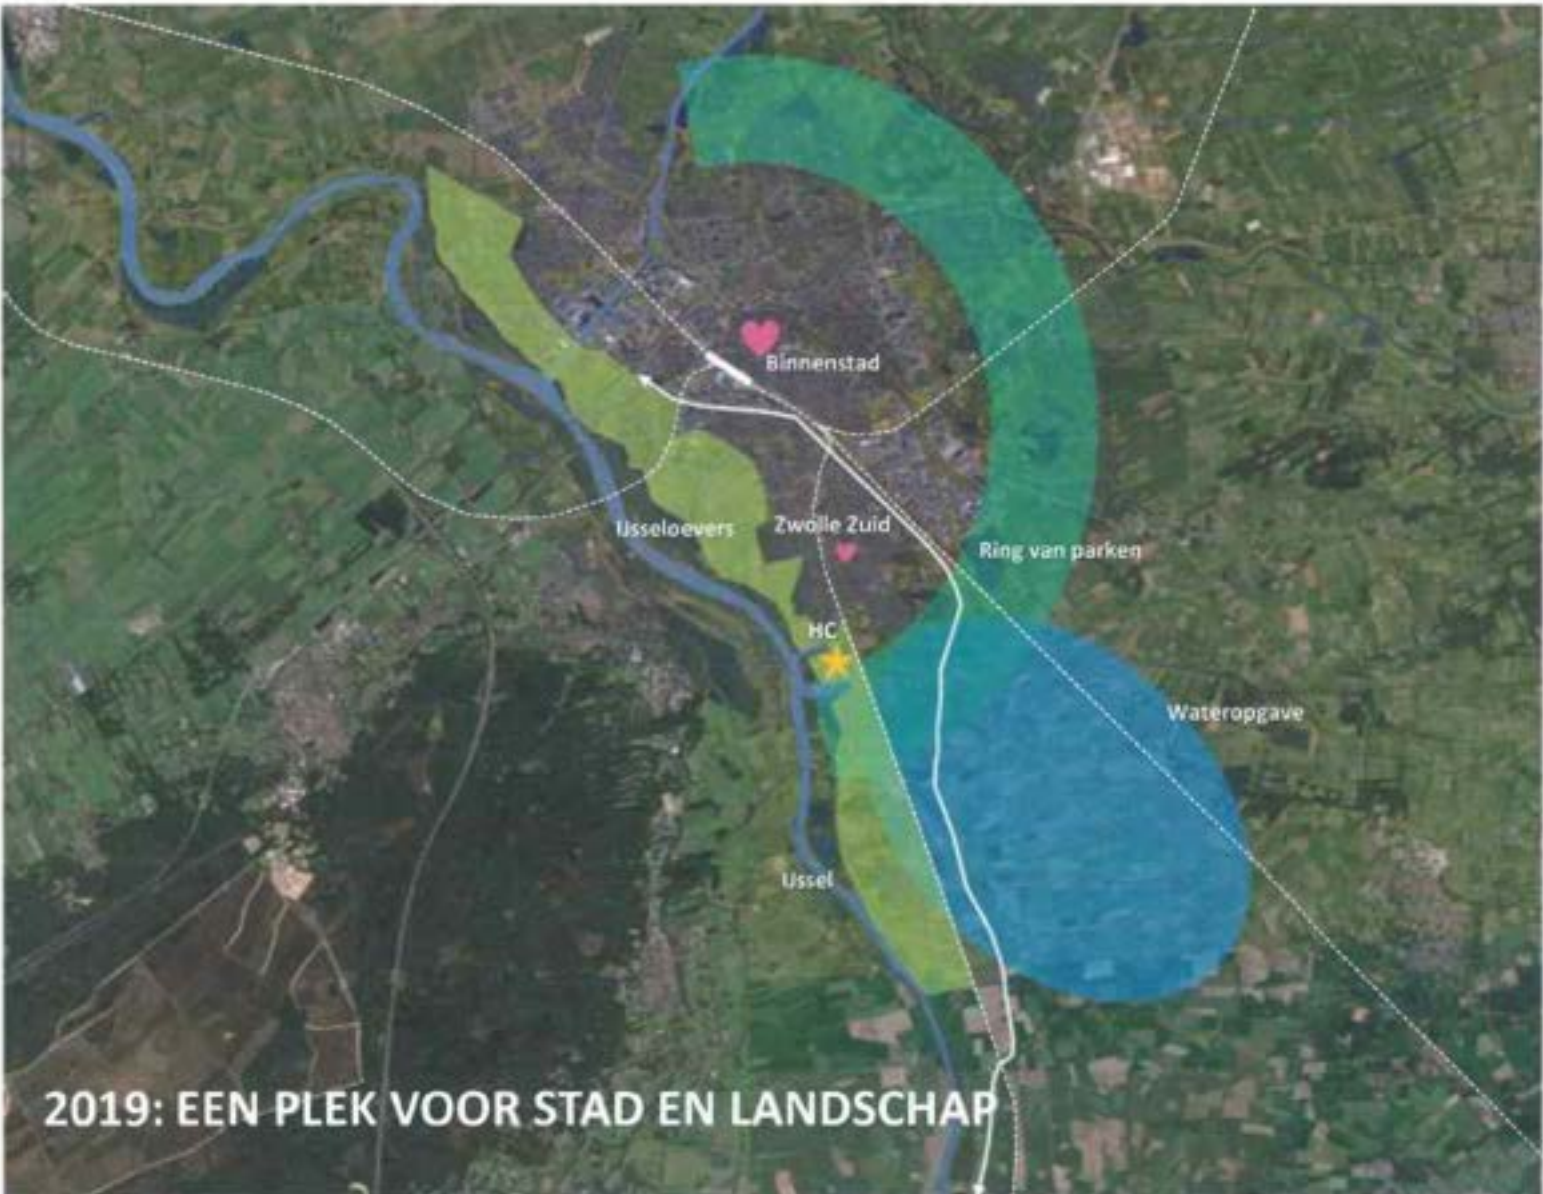 Binnenstad
IJsseloevers
Zwolle Zuid
Ring van parken
HC
Wateropgave
IJssel
2019: EEN PLEK VOOR STAD EN LANDSCHAP